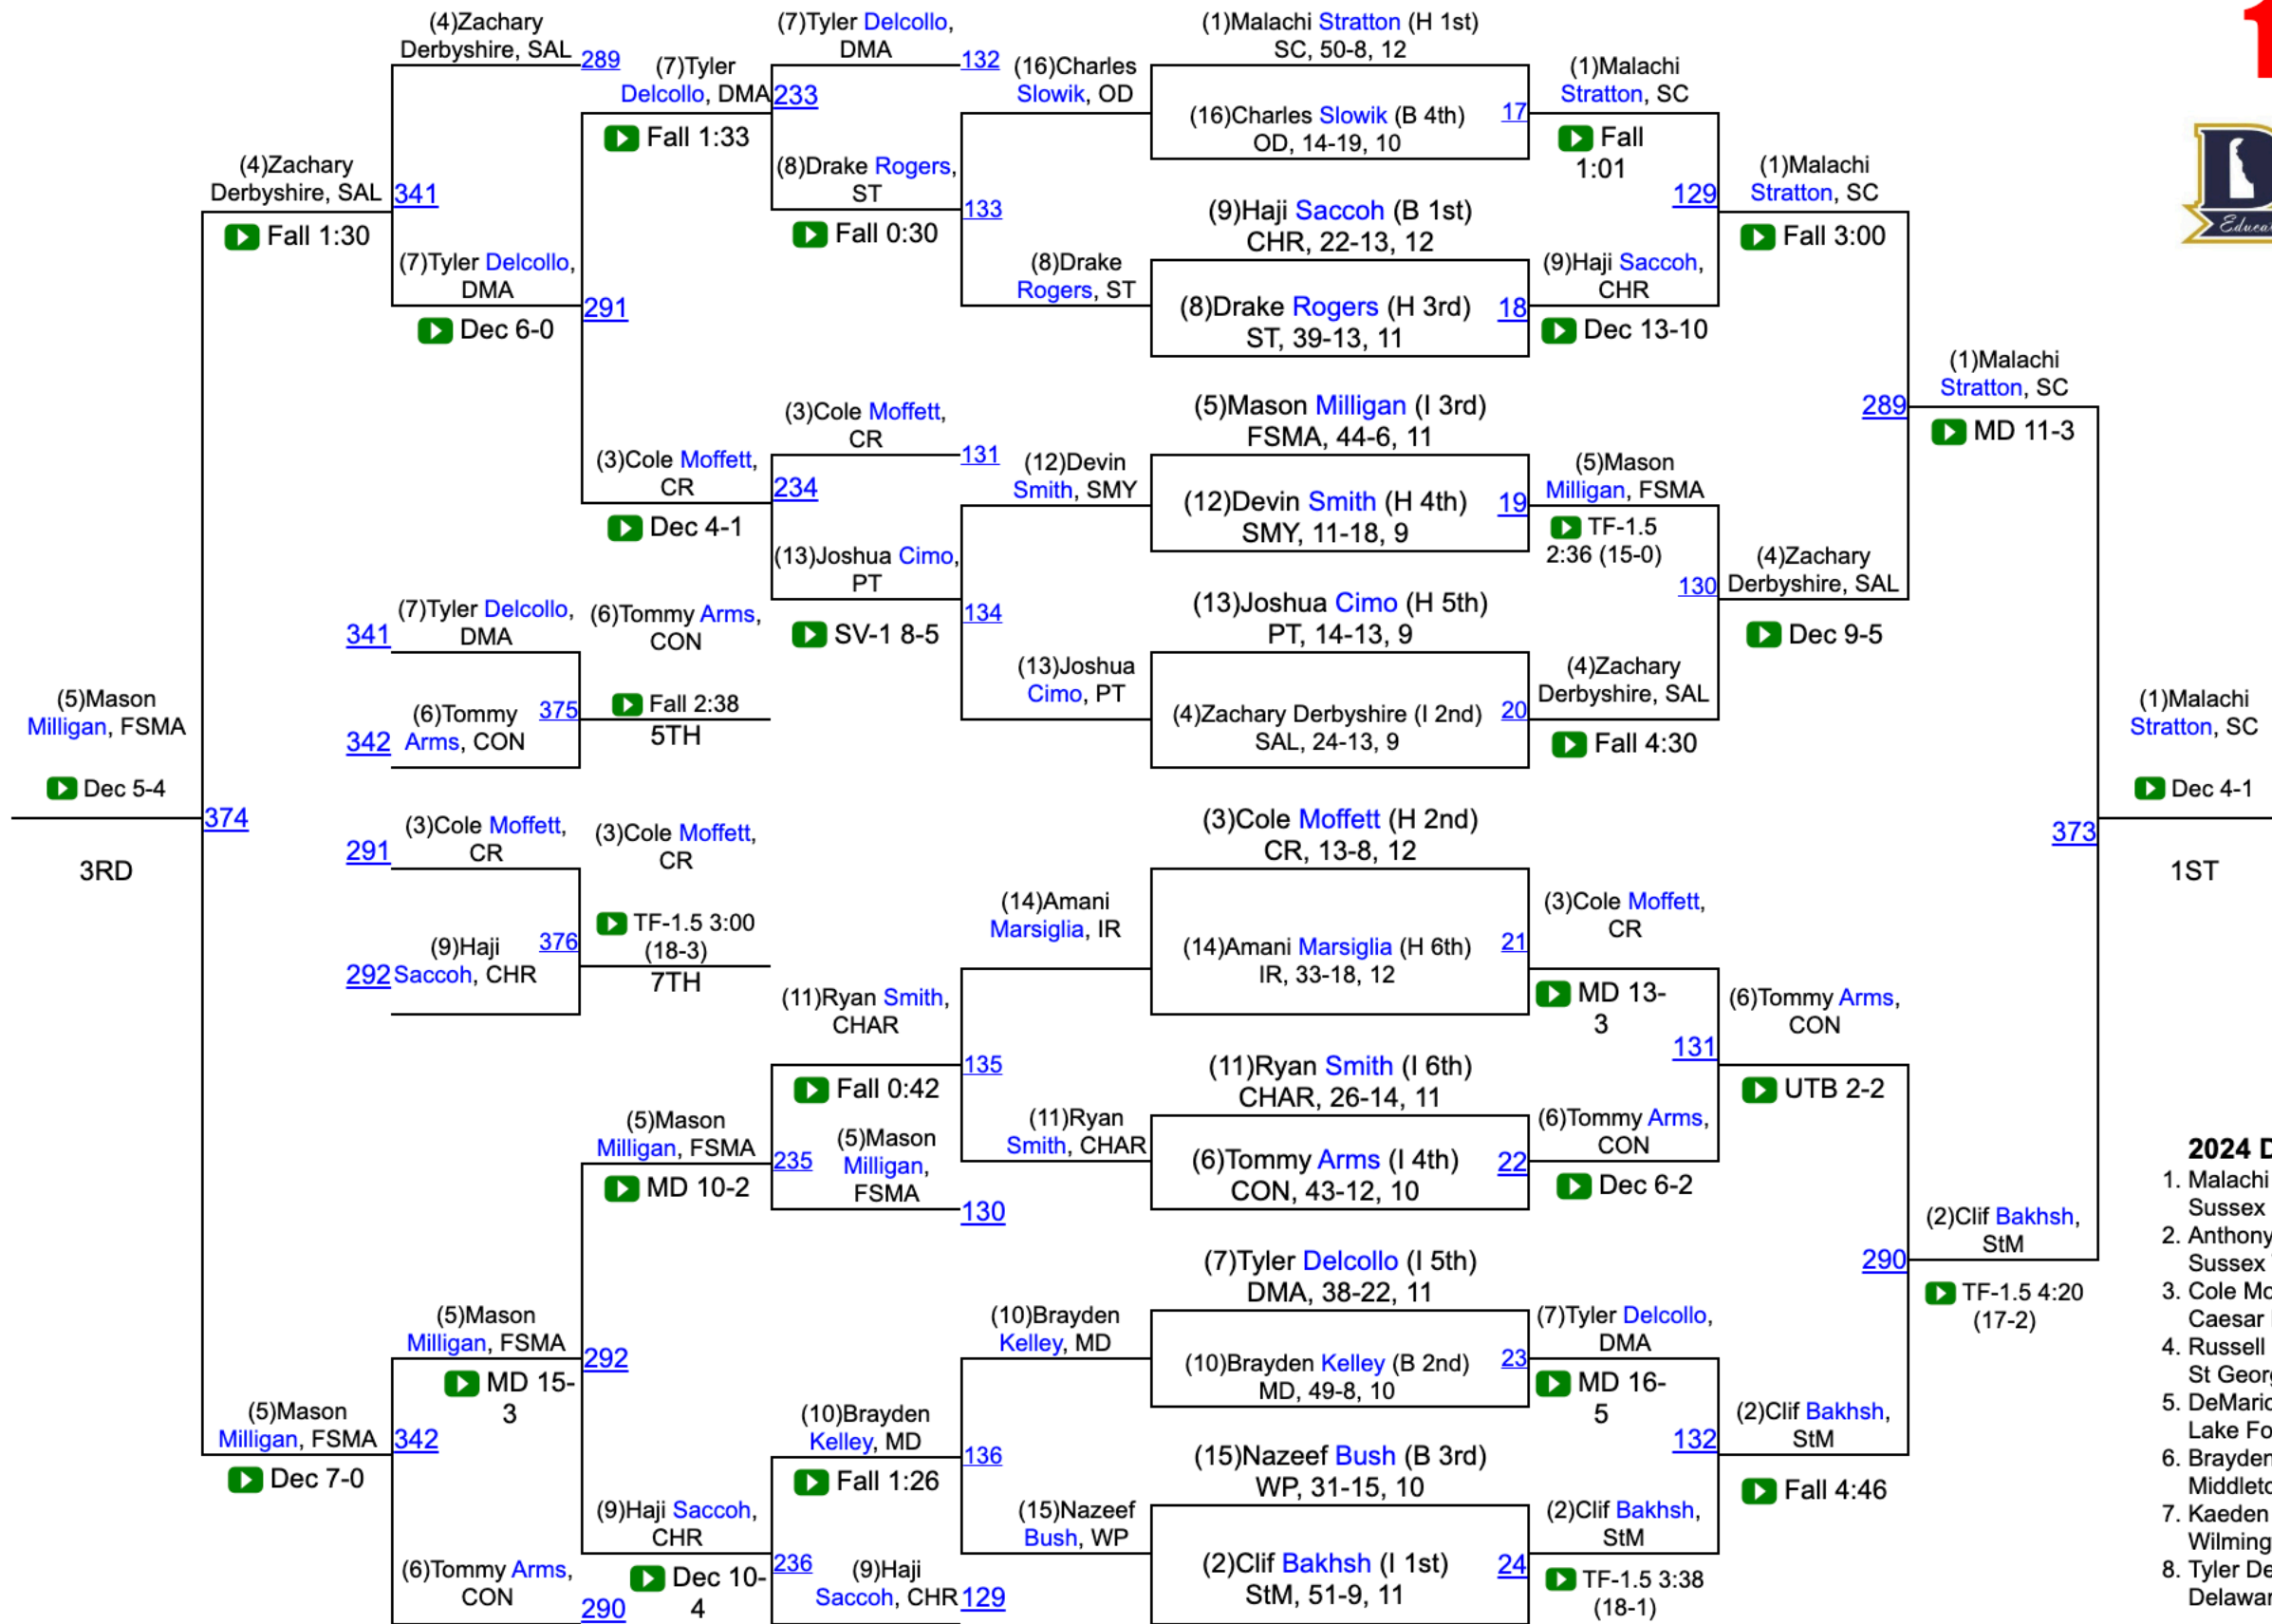 (4)Zachary
Derbyshire, SAL
289
(7)Tyler
Delcollo, DMA
233
Fall 1:33
(7)Tyler Delcollo,
DMA
132
(8)Drake Rogers,
ST
Fall 0:30
(16)Charles
Slowik, OD
133
(8)Drake
Rogers, ST
(1)Malachi Stratton (H 1st)
SC, 50-8, 12
(16)Charles Slowik (B 4th)
OD, 14-19, 10
17
(1)Malachi
Stratton, SC
Fall
1:01
(9)Haji Saccoh (B 1st)
CHR, 22-13, 12
(8)Drake Rogers (H 3rd)
ST, 39-13, 11
18
(9)Haji Saccoh,
CHR
Dec 13-10
129
(1)Malachi
Stratton, SC
Fall 3:00
1
Educa
(4)Zachary
Derbyshire, SAL
341
Fall 1:30
(7)Tyler Delcollo,
DMA
Dec 6-0
291
(3)Cole Moffett,
CR
Dec 4-1
(3)Cole Moffett,
CR
131
234
(13)Joshua Cimo,
PT
SV-1 8-5
(12)Devin
Smith, SMY
134
(13)Joshua
Cimo, PT
(5)Mason Milligan (I 3rd)
FSMA, 44-6, 11
(12)Devin Smith (H 4th)
SMY, 11-18, 9
19
(5)Mason
Milligan, FSMA
TF-1.5
2:36 (15-0)
(13)Joshua Cimo (H 5th)
PT, 14-13, 9
(4)Zachary Derbyshire (I 2nd)
SAL, 24-13, 9
20
(4)Zachary
Derbyshire, SAL
Fall 4:30
130
(4)Zachary
Derbyshire, SAL
Dec 9-5
289
(1)Malachi
Stratton, SC
MD 11-3
341
(7)Tyler Delcollo,
DMA
342
(6)Tommy
Arms, CON
375
(6)Tommy Arms,
CON
Fall 2:38
5TH
(5)Mason
Milligan, FSMA
Dec 5-4
3RD
374
291
(3)Cole Moffett,
CR
292
(9)Haji
Saccoh, CHR
376
(3)Cole Moffett,
CR
TF-1.5 3:00
(18-3)
7TH
373
(1)Malachi
Stratton, SC
Dec 4-1
1ST
(14)Amani
Marsiglia, IR
(11)Ryan Smith,
CHAR
135
Fall 0:42
(11)Ryan
Smith, CHAR
(3)Cole Moffett (H 2nd)
CR, 13-8, 12
(14)Amani Marsiglia (H 6th)
IR, 33-18, 12
21
(3)Cole Moffett,
CR
MD 13-
3
(11)Ryan Smith (I 6th)
CHAR, 26-14, 11
(6)Tommy Arms (I 4th)
CON, 43-12, 10
22
(6)Tommy Arms,
CON
Dec 6-2
131
(6)Tommy Arms,
CON
UTB 2-2
(5)Mason
Milligan, FSMA
235
MD 10-2
(5)Mason
Milligan,
FSMA
130
(5)Mason
Milligan, FSMA
292
MD 15-
3
(5)Mason
Milligan, FSMA
342
Dec 7-0
(6)Tommy Arms,
CON
290
(9)Haji Saccoh,
CHR
236
Dec 10-
4
(10)Brayden
Kelley, MD
136
Fall 1:26
(9)Haji
Saccoh, CHR
129
(10)Brayden
Kelley, MD
(15)Nazeef
Bush, WP
(7)Tyler Delcollo (I 5th)
DMA, 38-22, 11
(10)Brayden Kelley (B 2nd)
MD, 49-8, 10
23
(7)Tyler Delcollo,
DMA
MD 16-
5
(15)Nazeef Bush (B 3rd)
WP, 31-15, 10
(2)Clif Bakhsh (I 1st)
StM, 51-9, 11
24
(2)Clif Bakhsh,
StM
TF-1.5 3:38
(18-1)
132
(2)Clif Bakhsh,
StM
Fall 4:46
290
(2)Clif Bakhsh,
StM
TF-1.5 4:20
(17-2)
2024 D
1. Malachi
Sussex
2. Anthony
Sussex
3. Cole Mo
Caesar
4. Russell
St Geor
5. DeMario
Lake Fo
6. Brayden
Middleto
7. Kaeden
Wilming
8. Tyler De
Delawar